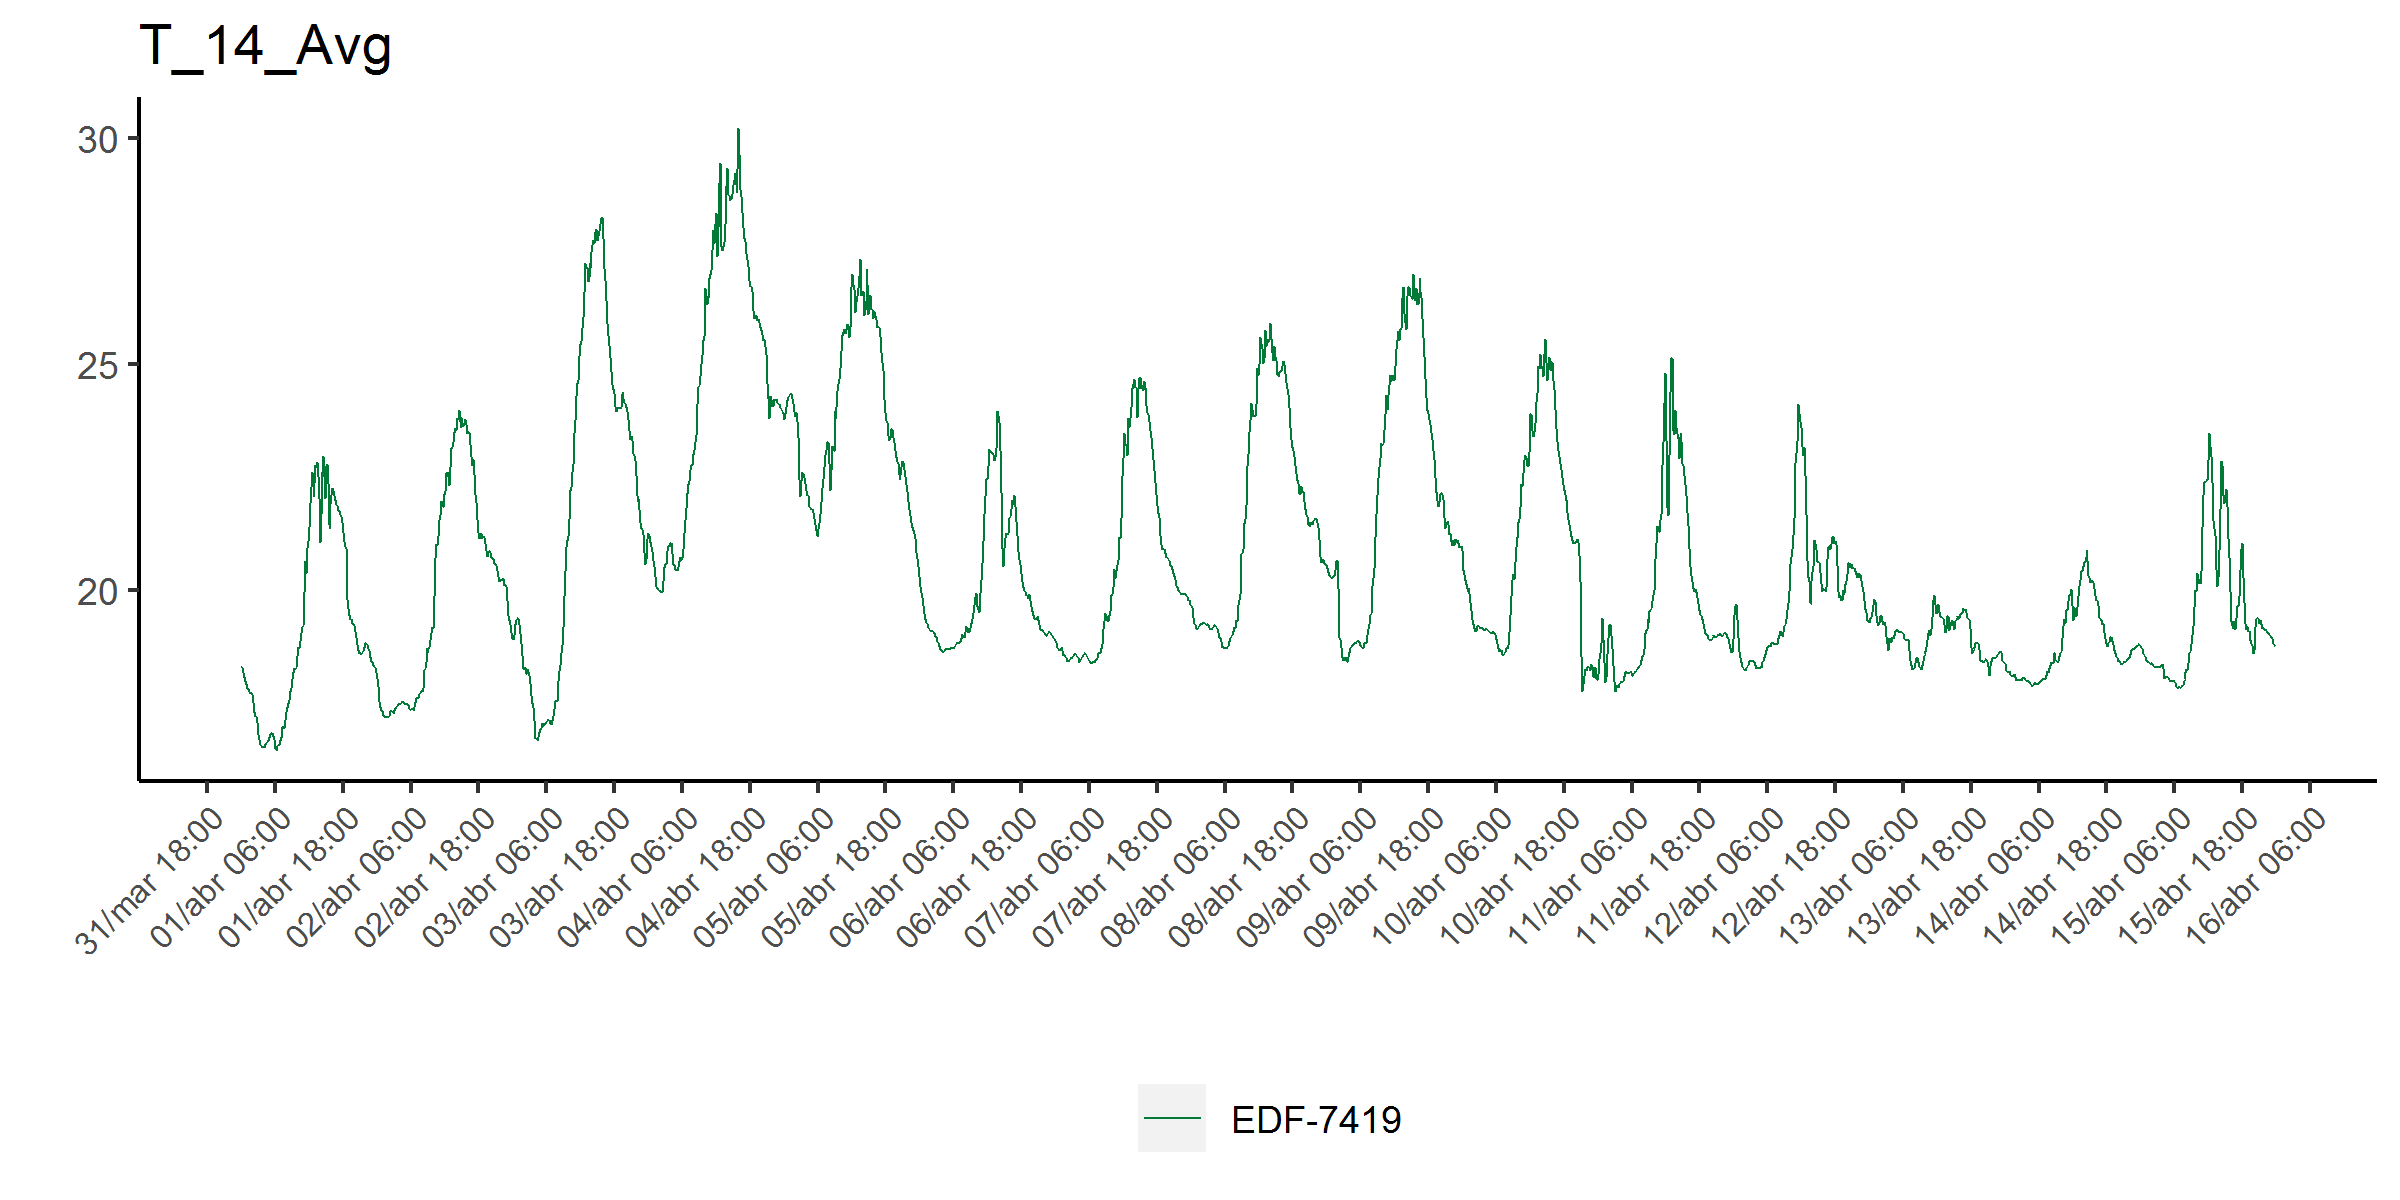 T_14_Avg
30
25
20
31/mar 18:00
01/abr 06:00
01/abr 18:00
02/abr 06:00
02/abr 18:00
03/abr 06:00
03/abr 18:00
04/abr 06:00
04/abr 18:00
05/abr 06:00
05/abr 18:00
06/abr 06:00
06/abr 18:00
07/abr 06:00
07/abr 18:00
08/abr 06:00
08/abr 18:00
09/abr 06:00
09/abr 18:00
10/abr 06:00
10/abr 18:00
11/abr 06:00
11/abr 18:00
12/abr 06:00
12/abr 18:00
13/abr 06:00
13/abr 18:00
14/abr 06:00
14/abr 18:00
15/abr 06:00
15/abr 18:00
16/abr 06:00
EDF-7419